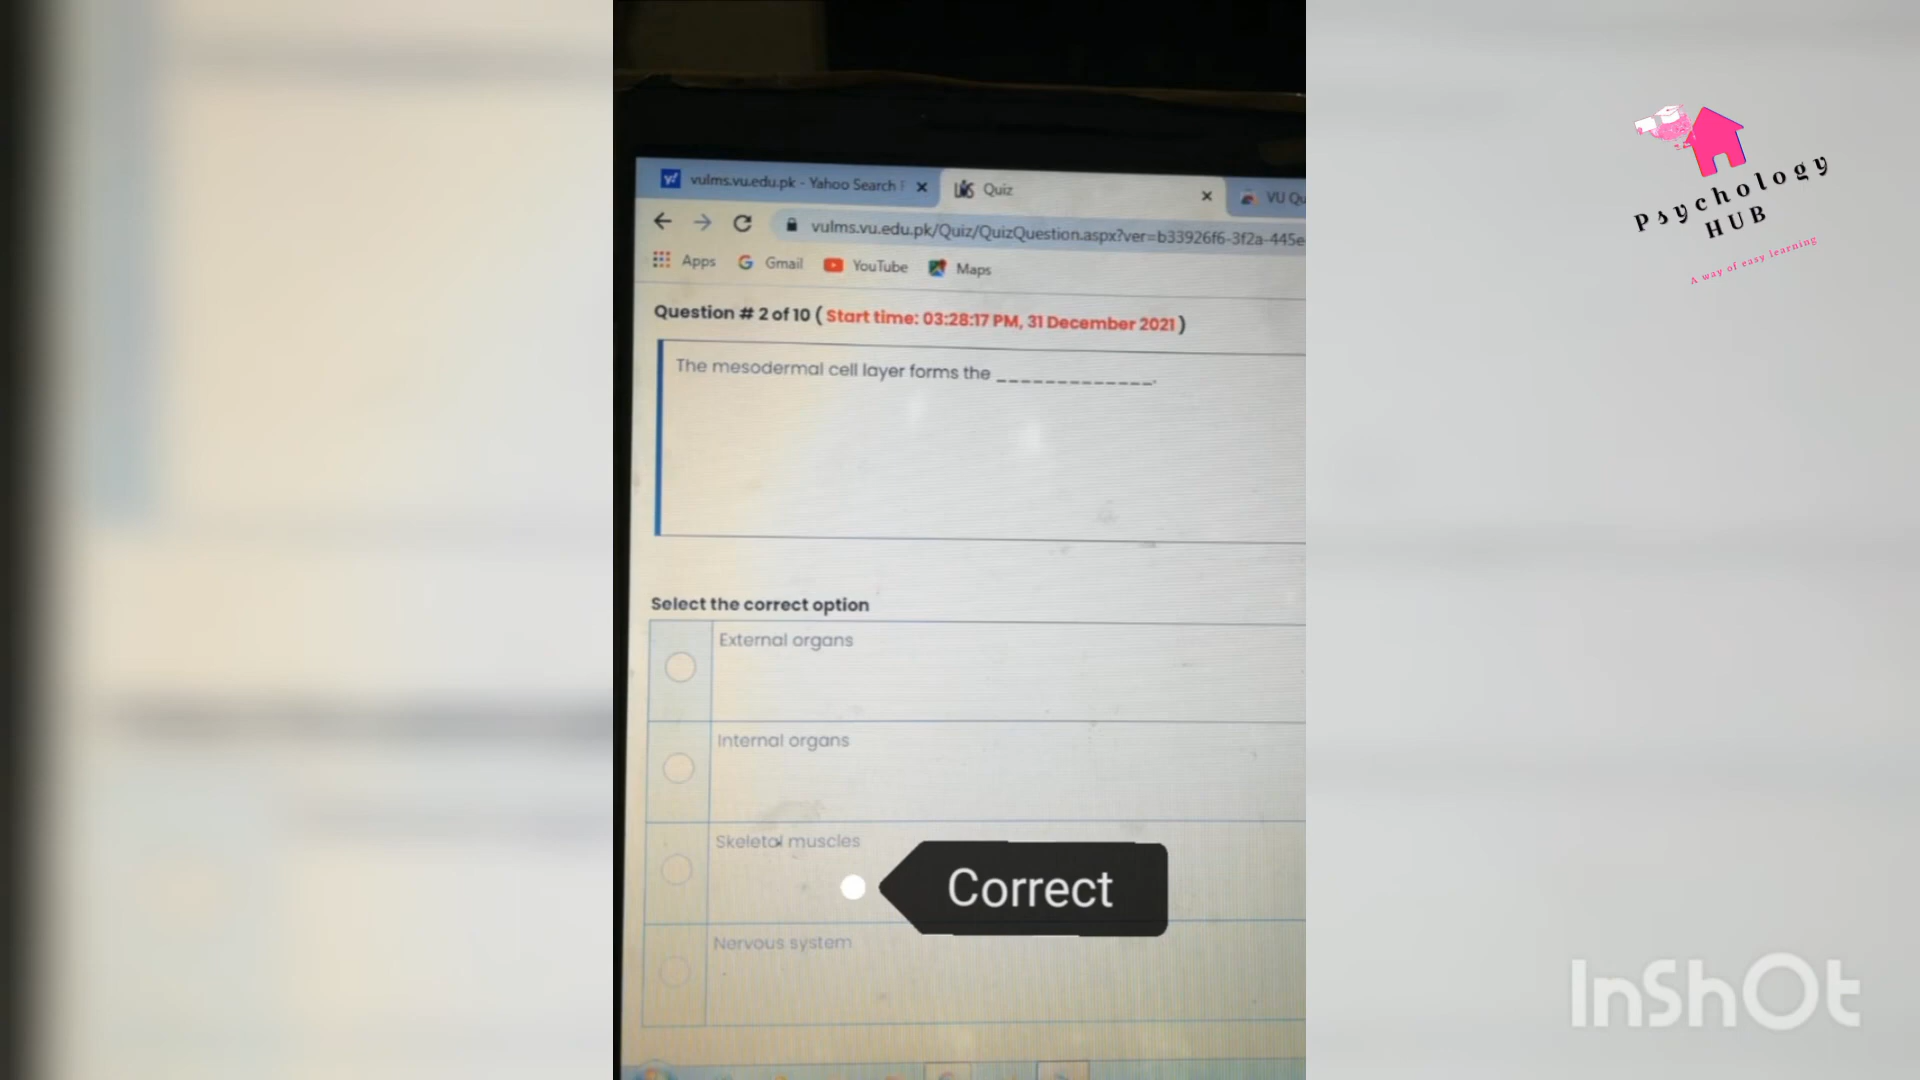 vulms.vu.edu.pk - Yahoo Search
Quiz
VU Qu
vulms.vu.edu.pk/Quiz/QuizQuestion.aspx?ver=b33926f6-3f2a-445e
Apps
Gmail
YouTube
Maps
Question # 2 of 10 ( Start time: 03:28:17 PM, 31 December 2021 )
The mesodermal cell layer forms the _____________.
Select the correct option
External organs
Internal organs
Skeletal muscles
Correct
Nervous system
Psychology
HUB
A way of easy learning
InShOt